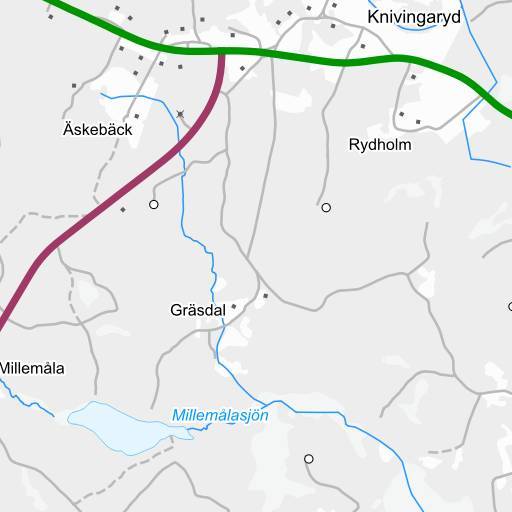 Knivingaryd
Äskebäck
Rydholm
Gräsdal
Millemåla
Millemålasjön